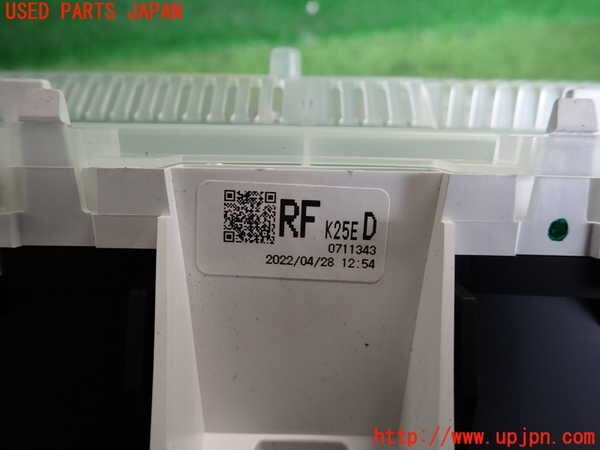 USED PARTS JAPAN
RF K25E D
0711343
2022/04/28 12:54
http://www.upjpn.com/